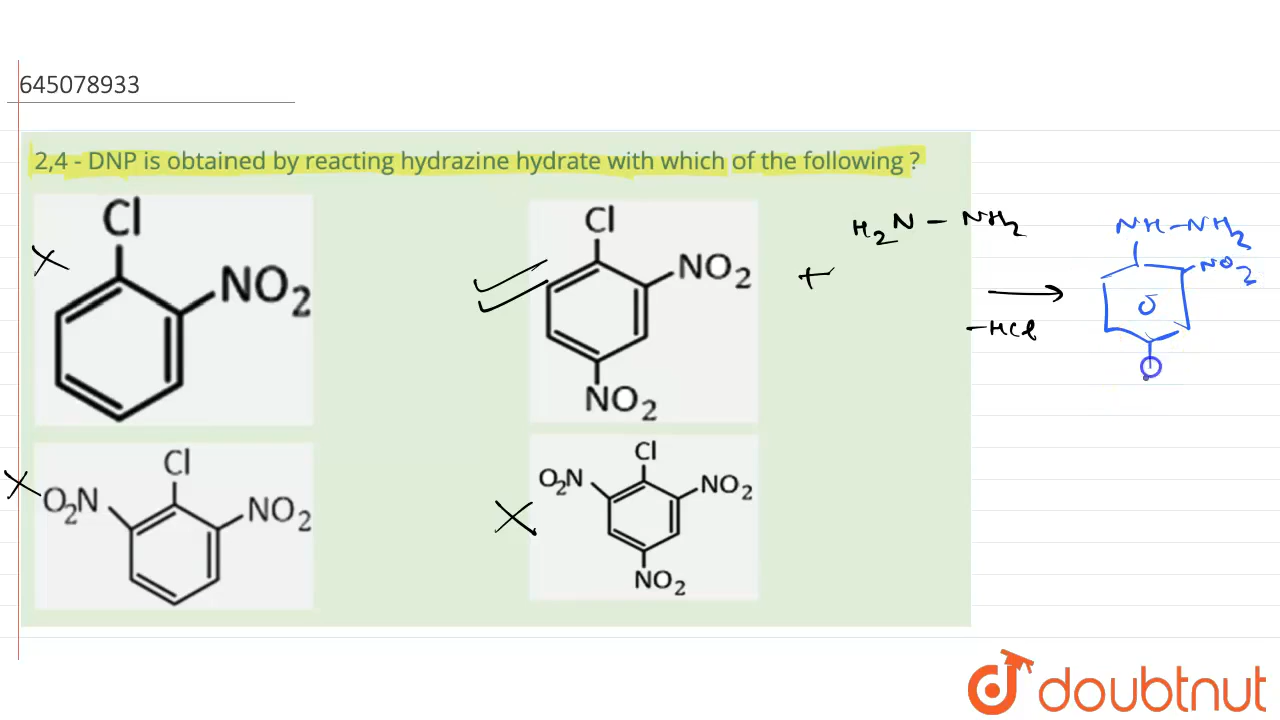 645078933
2,4 - DNP is obtained by reacting hydrazine hydrate with which of the following ?
Cl
NO2
Cl
NO2
NO2
H2N - NH2
+
-HCl
NH-NH2
NO2
Cl
O2N
NO2
Cl
O2N
NO2
NO2
doubtnut